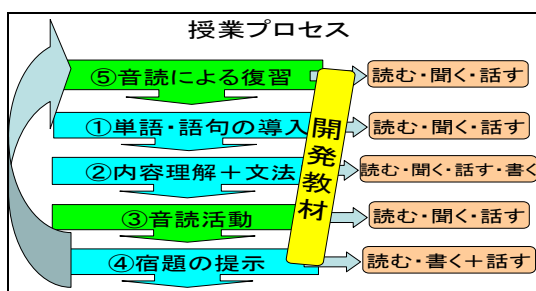 授業プロセス
⑤音読による復習
読む・聞く・話す
①単語・語句の導入
読む・聞く・話す
②内容理解＋文法
読む・聞く・話す・書く
③音読活動
読む・聞く・話す
④宿題の提示
読む・書く＋話す
開発教材